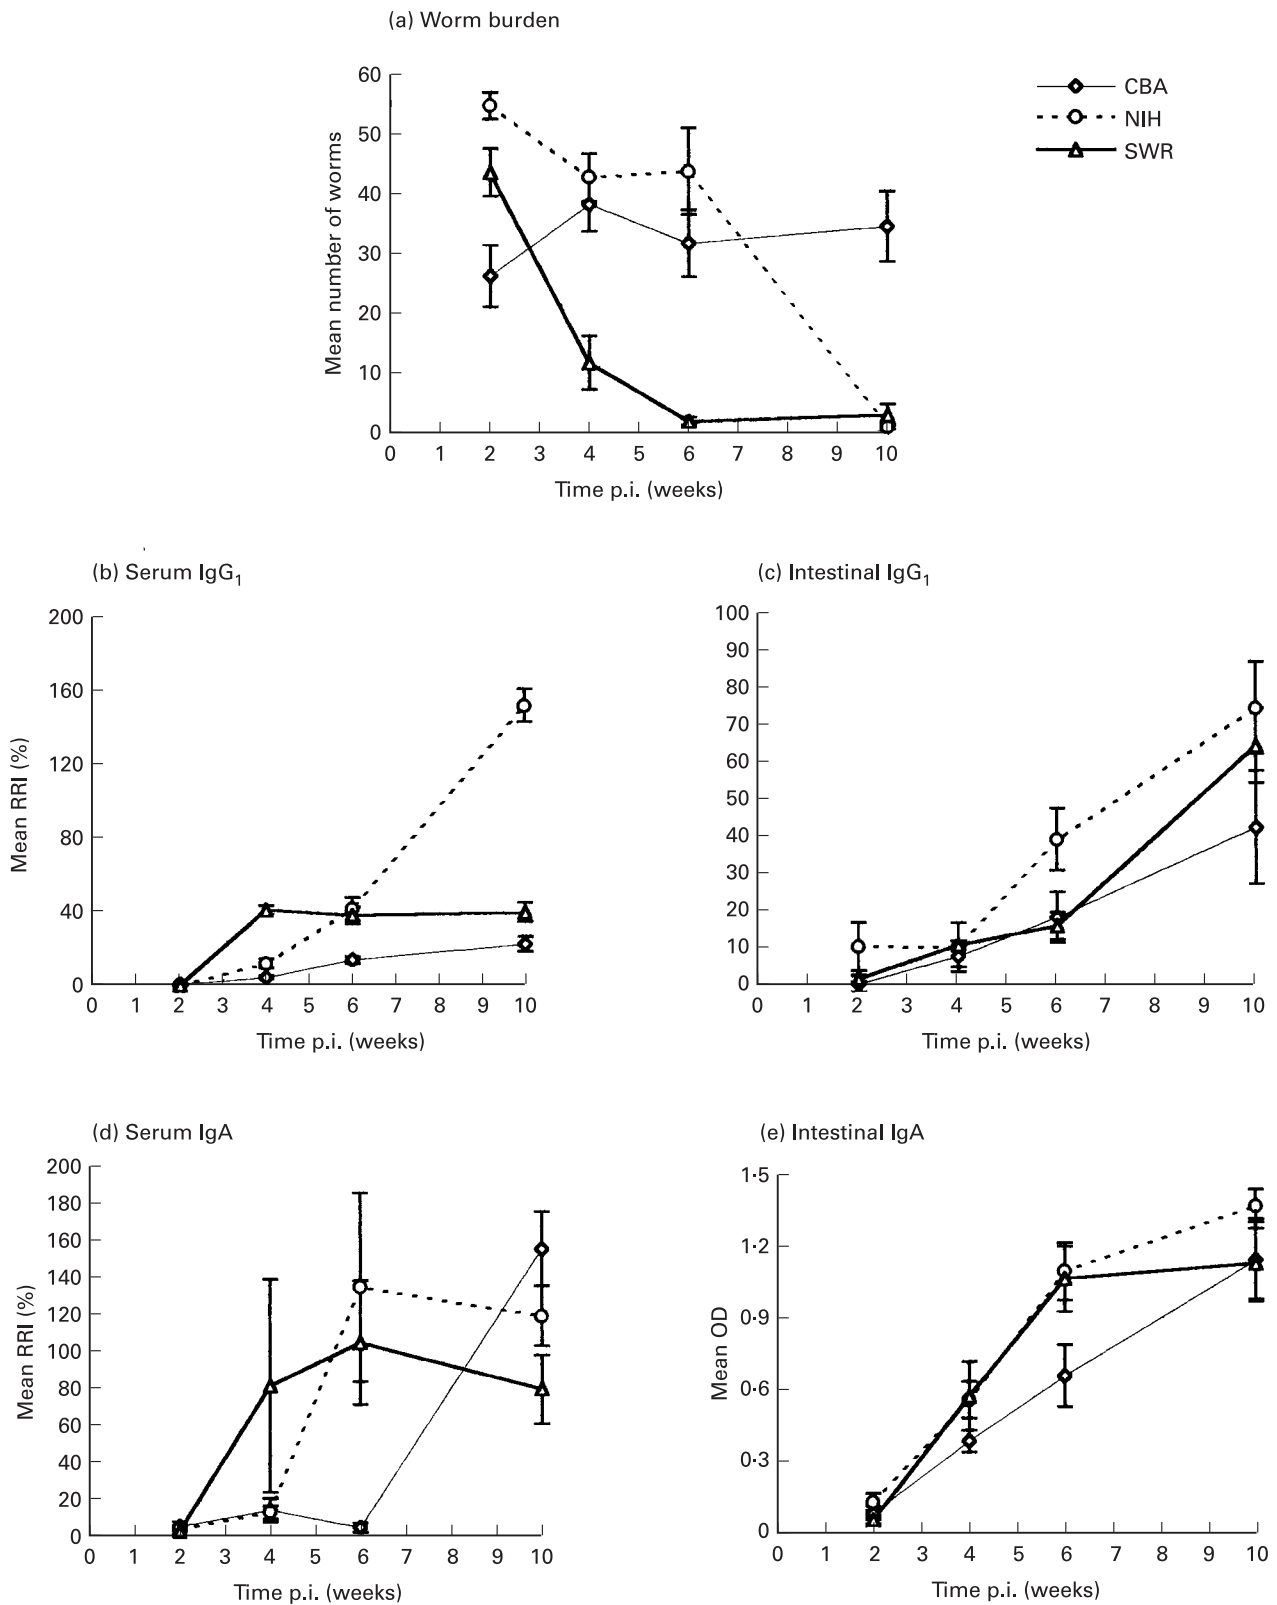 (a) Worm burden
CBA
NIH
SWR
Mean number of worms
60
50
40
30
20
10
0
0 1 2 3 4 5 6 7 8 9 10
Time p.i. (weeks)
(b) Serum IgG1
Mean RRI (%)
200
160
120
80
40
0
0 1 2 3 4 5 6 7 8 9 10
Time p.i. (weeks)
(c) Intestinal IgG1
100
90
80
70
60
50
40
30
20
10
0
0 1 2 3 4 5 6 7 8 9 10
Time p.i. (weeks)
(d) Serum IgA
Mean RRI (%)
200
180
160
140
120
100
80
60
40
20
0
0 1 2 3 4 5 6 7 8 9 10
Time p.i. (weeks)
(e) Intestinal IgA
Mean OD
1·5
1·2
0·9
0·6
0·3
0
0 1 2 3 4 5 6 7 8 9 10
Time p.i. (weeks)